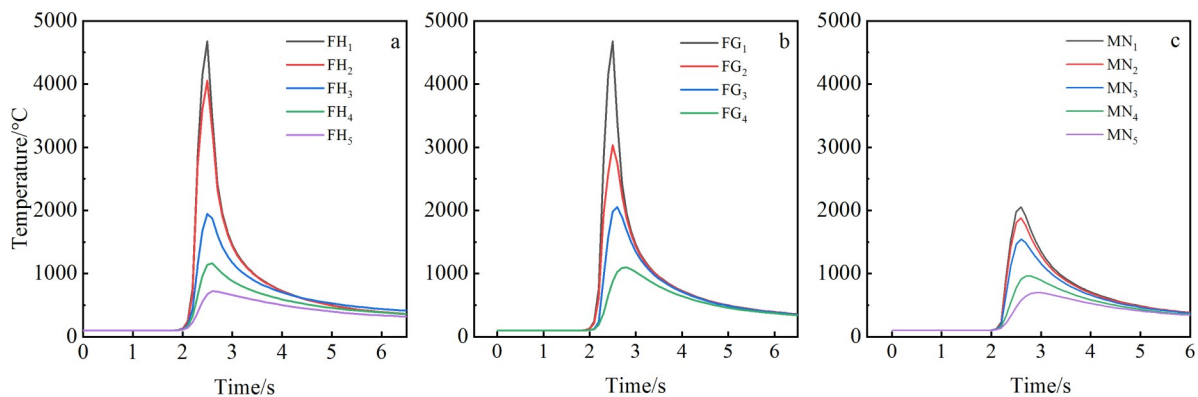 5000
4000
3000
2000
1000
0
Temperature/°C
FH1
FH2
FH3
FH4
FH5
a
0 1 2 3 4 5 6
Time/s
5000
4000
3000
2000
1000
0
FG1
FG2
FG3
FG4
b
0 1 2 3 4 5 6
Time/s
5000
4000
3000
2000
1000
0
MN1
MN2
MN3
MN4
MN5
c
0 1 2 3 4 5 6
Time/s